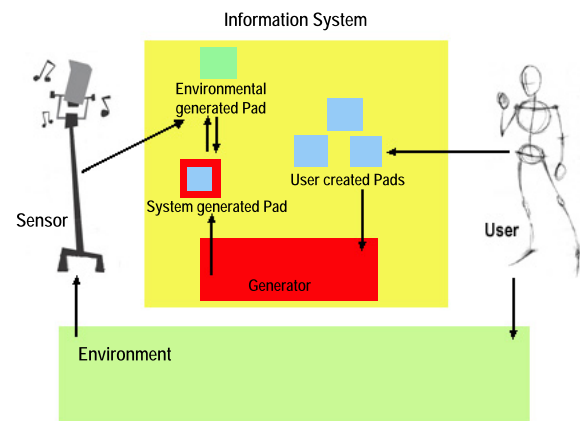 Information System
Environmental
generated Pad
User created Pads
System generated Pad
Sensor
User
Generator
Environment